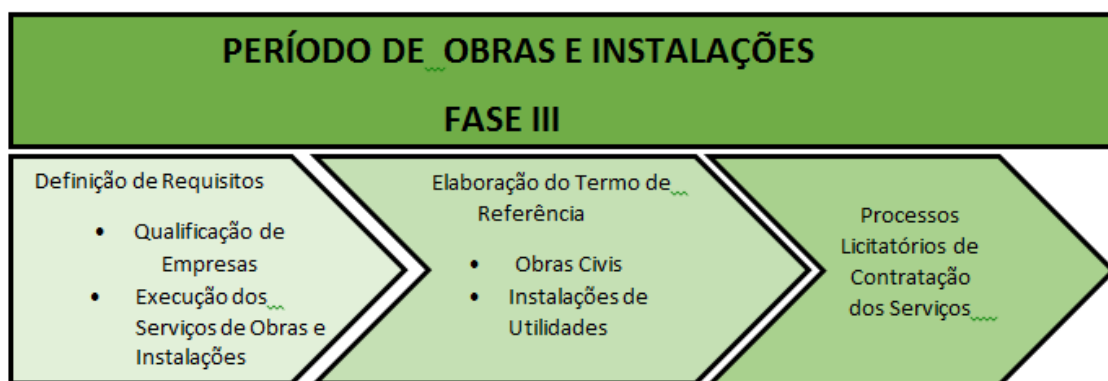 PERÍODO DE OBRAS E INSTALAÇÕES
FASE III
Definição de Requisitos
• Qualificação de
Empresas
• Execução dos
Serviços de Obras e
Instalações
Elaboração do Termo de
Referência
• Obras Civis
• Instalações de
Utilidades
Processos
Licitatórios de
Contratação
dos Serviços